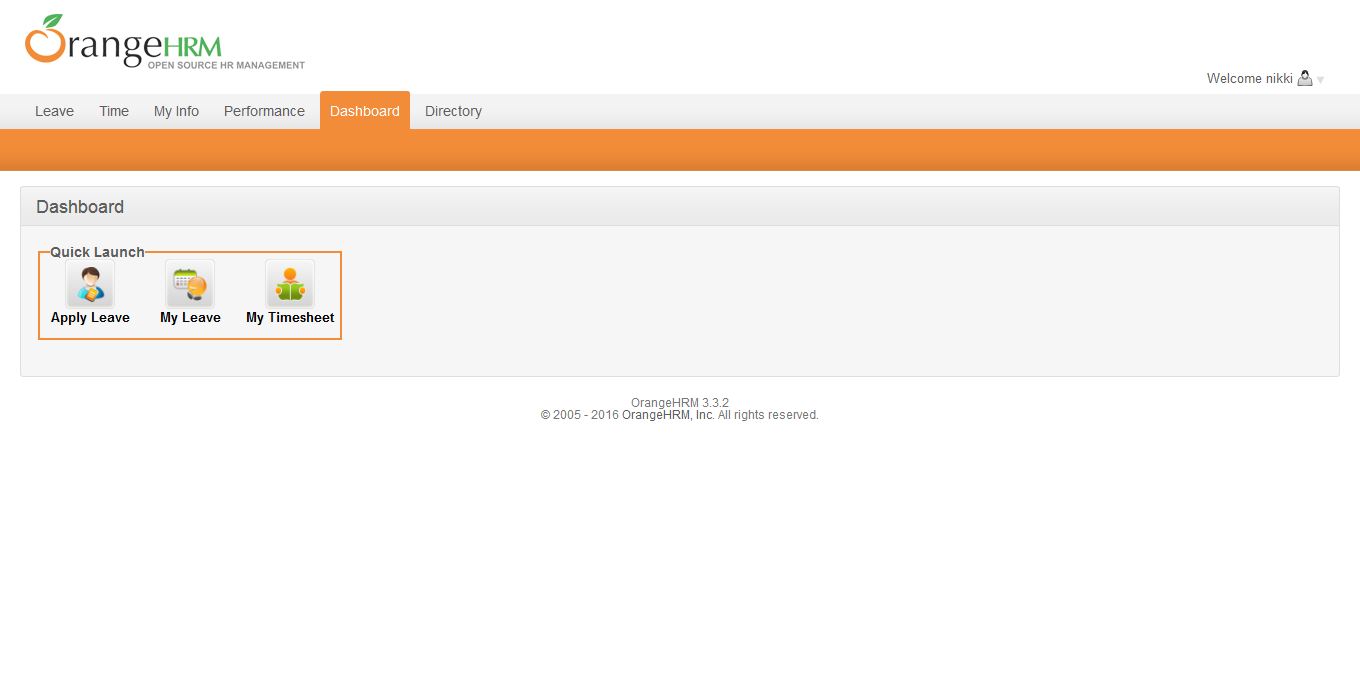 OrangeHRM
OPEN SOURCE HR MANAGEMENT
Welcome nikki
Leave Time My Info Performance Dashboard Directory
Dashboard
Quick Launch
Apply Leave My Leave My Timesheet
OrangeHRM 3.3.2
© 2005 - 2016 OrangeHRM, Inc. All rights reserved.